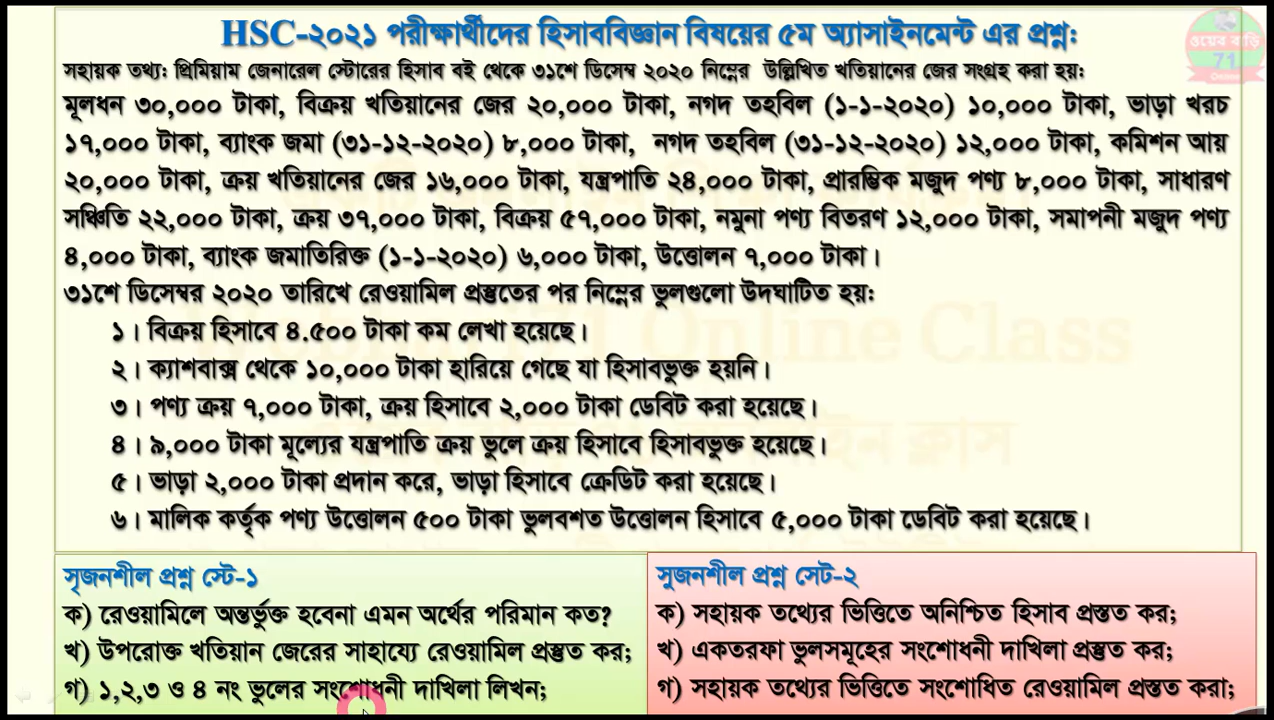 HSC-২০২১ পরীক্ষার্থীদের হিসাববিজ্ঞান বিষয়ের ৫ম অ্যাসাইনমেন্ট এর প্রশ্ন:
ওয়েব বাড়ি
71
Online
সহায়ক তথ্য: প্রিমিয়াম জেনারেল স্টোরের হিসাব বই থেকে ৩১শে ডিসেম্ব ২০২০ নিম্নের উল্লিখিত খতিয়ানের জের সংগ্রহ করা হয়:
মূলধন ৩০,০০০ টাকা, বিক্রয় খতিয়ানের জের ২০,০০০ টাকা, নগদ তহবিল (১-১-২০২০) ১০,০০০ টাকা, ভাড়া খরচ
১৭,০০০ টাকা, ব্যাংক জমা (৩১-১২-২০২০) ৮,০০০ টাকা, নগদ তহবিল (৩১-১২-২০২০) ১২,০০০ টাকা, কমিশন আয়
২০,০০০ টাকা, ক্রয় খতিয়ানের জের ১৬,০০০ টাকা, যন্ত্রপাতি ২৪,০০০ টাকা, প্রারম্ভিক মজুদ পণ্য ৮,০০০ টাকা, সাধারণ
সঞ্চিতি ২২,০০০ টাকা, ক্রয় ৩৭,০০০ টাকা, বিক্রয় ৫৭,০০০ টাকা, নমুনা পণ্য বিতরণ ১২,০০০ টাকা, সমাপনী মজুদ পণ্য
৪,০০০ টাকা, ব্যাংক জমাতিরিক্ত (১-১-২০২০) ৬,০০০ টাকা, উত্তোলন ৭,০০০ টাকা।
৩১শে ডিসেম্বর ২০২০ তারিখে রেওয়ামিল প্রস্তুতের পর নিম্নের ভুলগুলো উদঘাটিত হয়:
১। বিক্রয় হিসাবে ৪.৫০০ টাকা কম লেখা হয়েছে।
২। ক্যাশবাক্স থেকে ১০,০০০ টাকা হারিয়ে গেছে যা হিসাবভুক্ত হয়নি।
৩। পণ্য ক্রয় ৭,০০০ টাকা, ক্রয় হিসাবে ২,০০০ টাকা ডেবিট করা হয়েছে।
৪। ৯,০০০ টাকা মূল্যের যন্ত্রপাতি ক্রয় ভুলে ক্রয় হিসাবে হিসাবভুক্ত হয়েছে।
৫। ভাড়া ২,০০০ টাকা প্রদান করে, ভাড়া হিসাবে ক্রেডিট করা হয়েছে।
৬। মালিক কর্তৃক পণ্য উত্তোলন ৫০০ টাকা ভুলবশত উত্তোলন হিসাবে ৫,০০০ টাকা ডেবিট করা হয়েছে।
সৃজনশীল প্রশ্ন স্টে-১
ক) রেওয়ামিলে অন্তর্ভুক্ত হবেনা এমন অর্থের পরিমান কত?
খ) উপরোক্ত খতিয়ান জেরের সাহায্যে রেওয়ামিল প্রস্তুত কর;
গ) ১,২,৩ ও ৪ নং ভুলের সংশোধনী দাখিলা লিখন;
সুজনশীল প্রশ্ন সেট-২
ক) সহায়ক তথ্যের ভিত্তিতে অনিশ্চিত হিসাব প্রস্তত কর;
খ) একতরফা ভুলসমূহের সংশোধনী দাখিলা প্রস্তুত কর;
গ) সহায়ক তথ্যের ভিত্তিতে সংশোধিত রেওয়ামিল প্রস্তত করা;